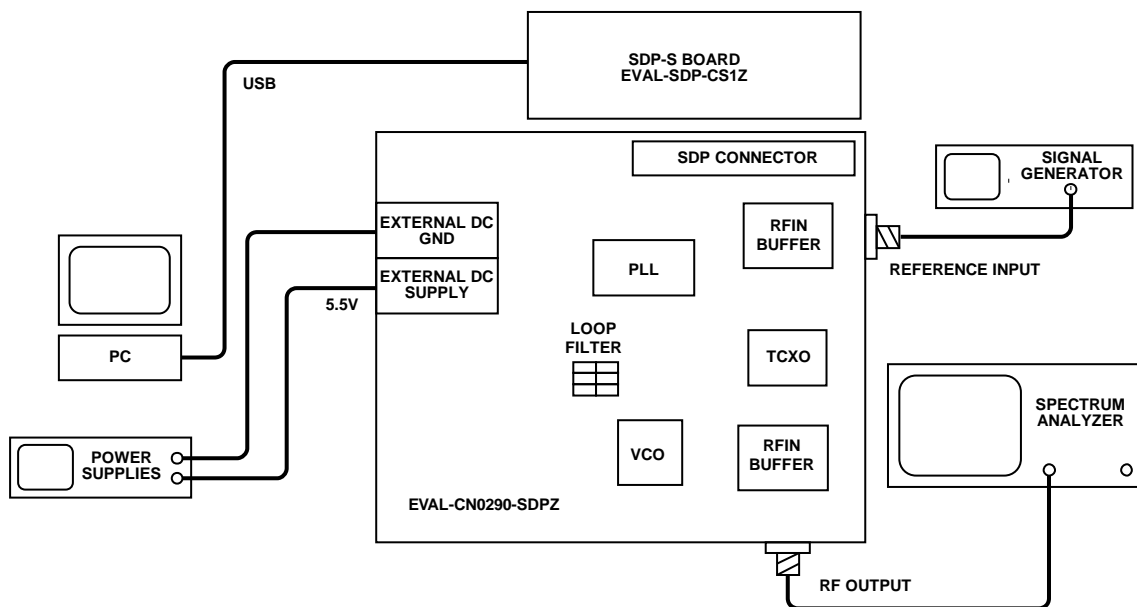 SDP-S BOARD
EVAL-SDP-CS1Z
USB
SDP CONNECTOR
SIGNAL
GENERATOR
EXTERNAL DC
GND
RFIN
BUFFER
PLL
REFERENCE INPUT
EXTERNAL DC
SUPPLY
5.5V
LOOP
FILTER
PC
TCXO
SPECTRUM
ANALYZER
POWER
SUPPLIES
VCO
RFIN
BUFFER
EVAL-CN0290-SDPZ
RF OUTPUT